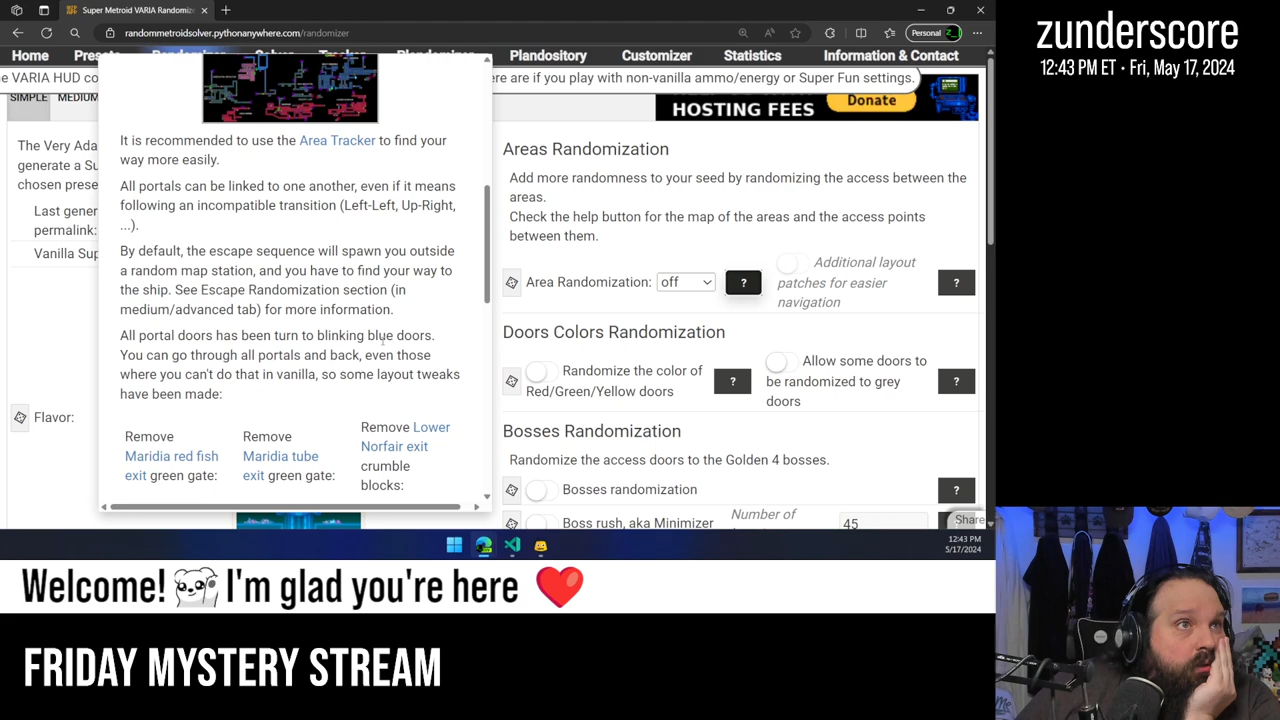 Super Metroid VARIA Randomiz
randommetroidsolver.pythonanywhere.com/randomizer
Personal
Home
Plandository
Customizer
Statistics
Information & Contact
e VARIA HUD co
ere are if you play with non-vanilla ammo/energy or Super Fun settings.
SIMPLE
MEDIUM
HOSTING FEES
Donate
The Very Ada
generate a Su
chosen prese
Last gener
permalink:
Vanilla Sup
Flavor:
It is recommended to use the Area Tracker to find your
way more easily.
All portals can be linked to one another, even if it means
following an incompatible transition (Left-Left, Up-Right,
...).
By default, the escape sequence will spawn you outside
a random map station, and you have to find your way to
the ship. See Escape Randomization section (in
medium/advanced tab) for more information.
All portal doors has been turn to blinking blue doors.
You can go through all portals and back, even those
where you can't do that in vanilla, so some layout tweaks
have been made:
Remove
Maridia red fish
exit green gate:
Remove
Maridia tube
exit green gate:
Remove Lower
Norfair exit
crumble
blocks:
Areas Randomization
Add more randomness to your seed by randomizing the access between the
areas.
Check the help button for the map of the areas and the access points
between them.
Area Randomization:
off
?
Additional layout
patches for easier
navigation
?
Doors Colors Randomization
Randomize the color of
Red/Green/Yellow doors
?
Allow some doors to
be randomized to grey
doors
?
Bosses Randomization
Randomize the access doors to the Golden 4 bosses.
Bosses randomization
?
Boss rush, aka Minimizer
Number of
45
Share
12:43 PM
5/17/2024
zunderscore
12:43 PM ET • Fri, May 17, 2024
Welcome! I'm glad you're here
FRIDAY MYSTERY STREAM